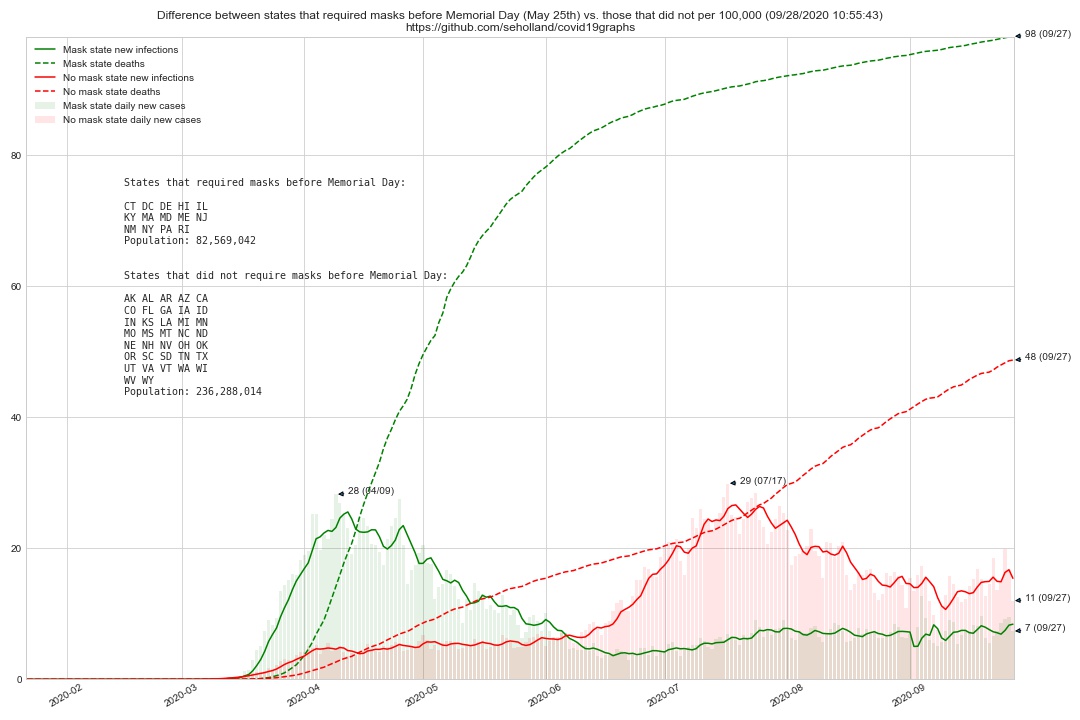 Difference between states that required masks before Memorial Day (May 25th) vs. those that did not per 100,000 (09/28/2020 10:55:43)
https://github.com/seholland/covid19graphs
98 (09/27)
Mask state new infections
Mask state deaths
No mask state new infections
No mask state deaths
Mask state daily new cases
No mask state daily new cases
80
States that required masks before Memorial Day:
CT DC DE HI IL
KY MA MD ME NJ
NM NY PA RI
Population: 82,569,042
States that did not require masks before Memorial Day:
60
AK AL AR AZ CA
CO FL GA IA ID
IN KS LA MI MN
MO MS MT NC ND
NE NH NV OH OK
OR SC SD TN TX
UT VA VT WA WI
WV WY
Population: 236,288,014
48 (09/27)
40
28 (04/09)
29 (07/17)
20
11 (09/27)
7 (09/27)
0
2020-02
2020-03
2020-04
2020-05
2020-06
2020-07
2020-08
2020-09